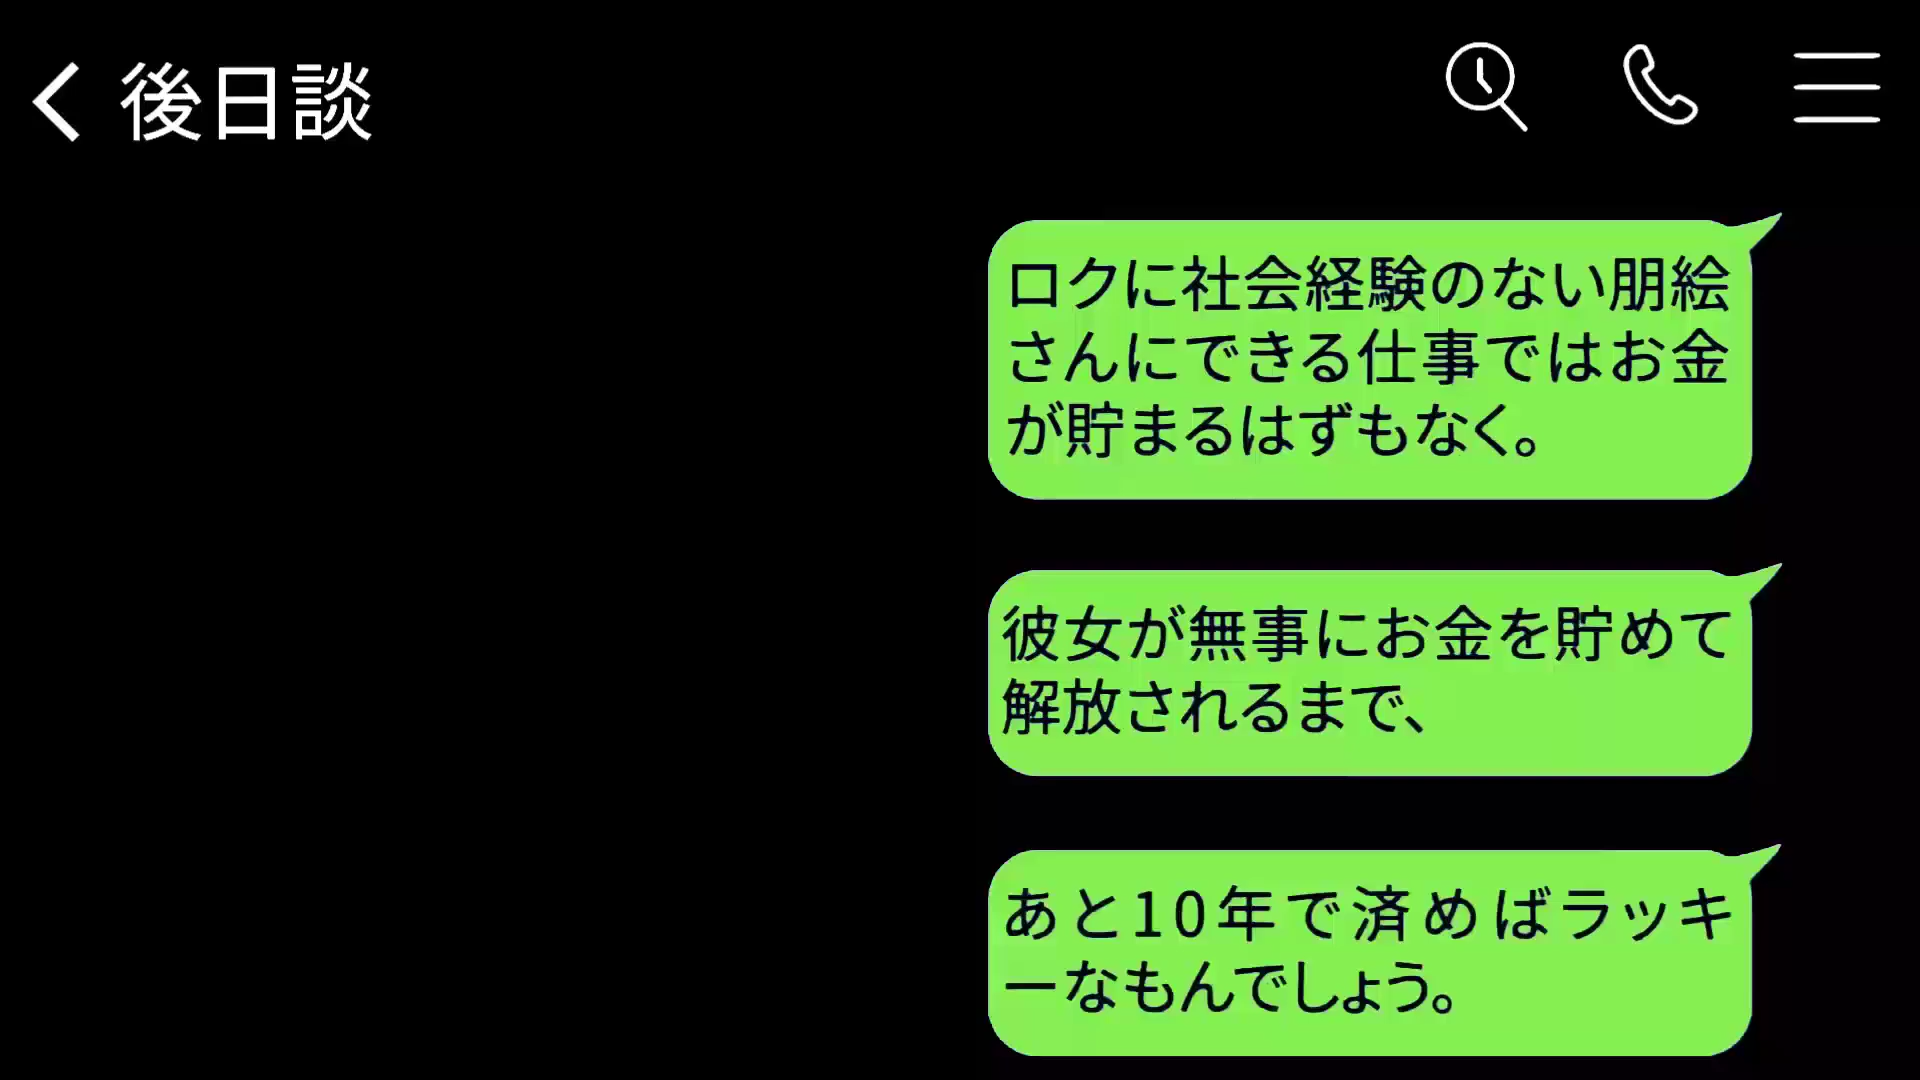 後日談
ロクに社会経験のない朋絵
さんにできる仕事ではお金
が貯まるはずもなく。
彼女が無事にお金を貯めて
解放されるまで、
あと10年で済めばラッキ
ーなもんでしょう。